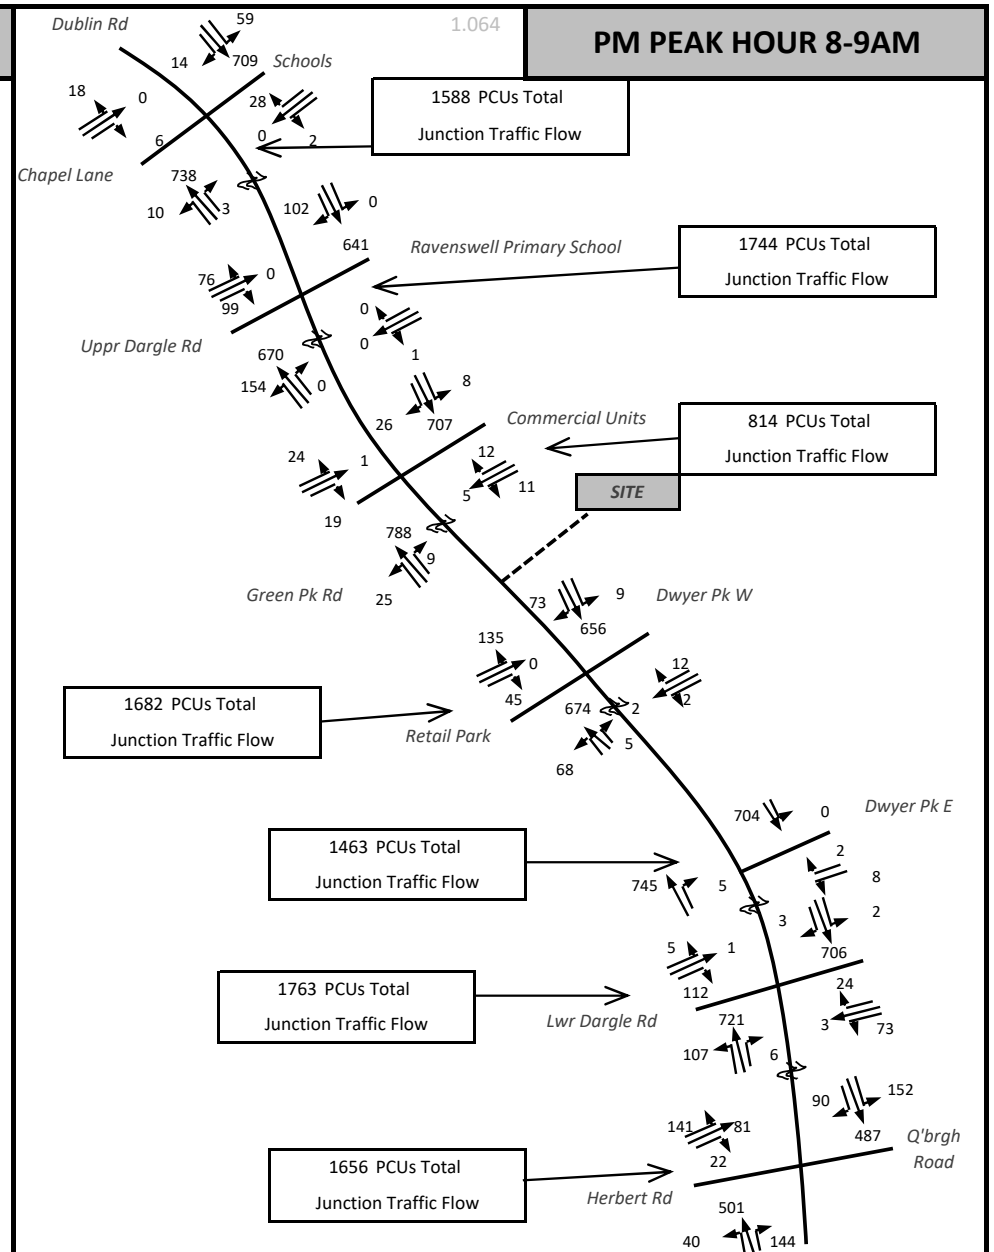 Dublin Rd
59
1.064
PM PEAK HOUR 8-9AM
14
709
Schools
18
0
28
1588 PCUs Total
Junction Traffic Flow
6
0
2
Chapel Lane
738
10
3
102
0
641
Ravenswell Primary School
1744 PCUs Total
Junction Traffic Flow
76
0
99
0
Uppr Dargle Rd
0
1
670
154
0
8
26
707
Commercial Units
814 PCUs Total
Junction Traffic Flow
24
1
12
5
11
SITE
19
788
9
Green Pk Rd
25
73
9
Dwyer Pk W
656
135
0
12
45
2
1682 PCUs Total
Junction Traffic Flow
674
2
Retail Park
5
68
704
0
Dwyer Pk E
1463 PCUs Total
Junction Traffic Flow
2
745
5
8
3
2
5
1
706
112
24
1763 PCUs Total
Junction Traffic Flow
Lwr Dargle Rd
721
3
73
107
6
90
152
141
81
487
Q'brgh
Road
22
1656 PCUs Total
Junction Traffic Flow
Herbert Rd
501
40
144